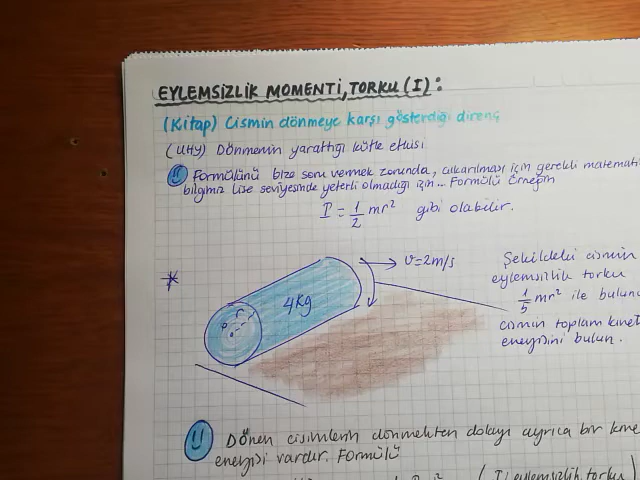 EYLEMSİZLİK MOMENTİ,TORKU (I) :
(Kitap) Cismin dönmeye karşı gösterdiği direnç
(UHY) Dönmenin yarattığı kütle etkisi
Formülünü bize soru vermek zorunda, çıkarılması için gerekli matemati
bilgimiz lise seviyesinde yeterli olmadığı için... Formülü Örneğin
I = 1/2 mr² gibi olabilir.
v=2m/s
4Kg
r
Şekildeki cismin
eylemsizlik torku
1/5 mr² ile bulunu
cismin toplam kinet
enerjisini bulun.
Dönen cisimlerin dönmekten dolayı ayrıca bir kine
enerjisi vardır. Formülü
(I: eylemsizlik torku)